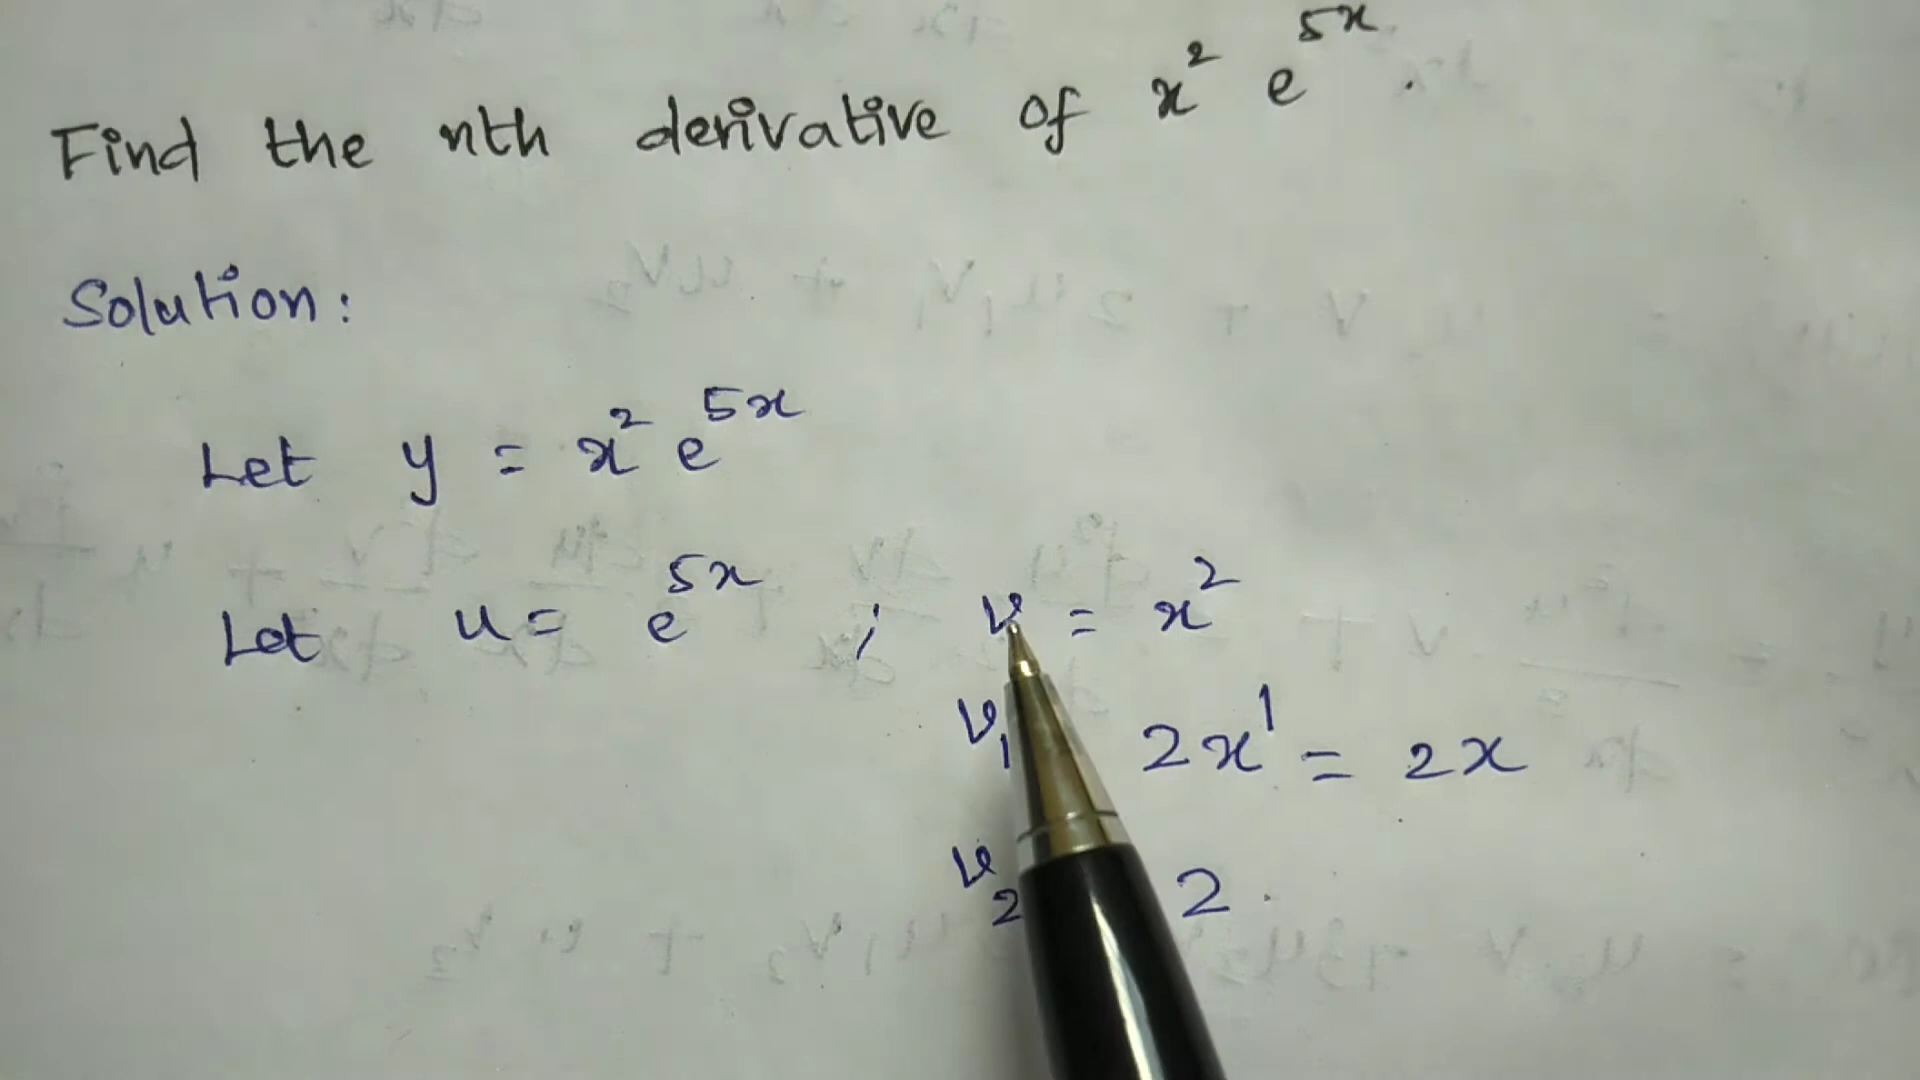 Find the nth derivative of x² e^5x.
Solution:
Let y = x² e^5x
Let u = e^5x ; v = x²
v₁ 2x¹ = 2x
v₂ 2.